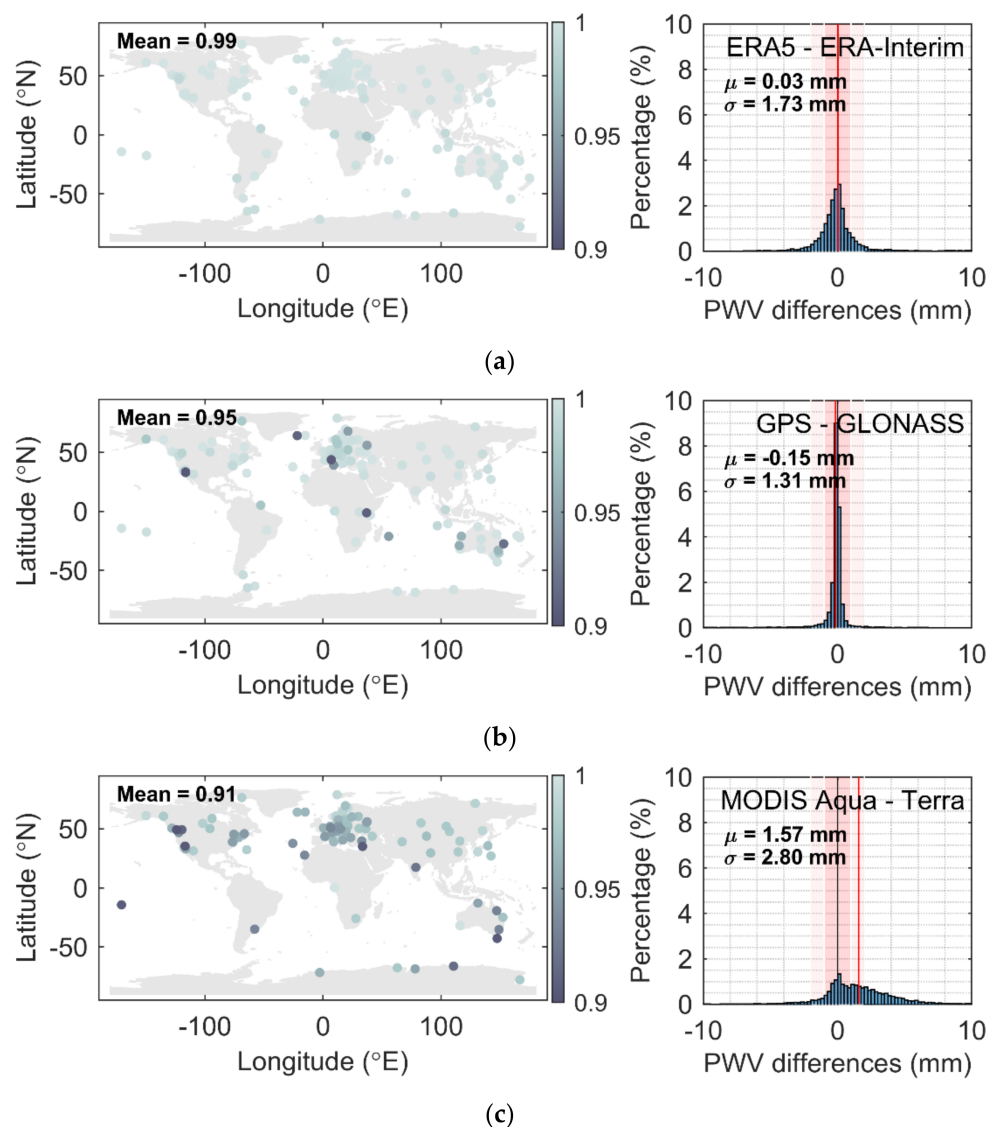 Mean = 0.99
Latitude (°N)
50
0
-50
-100
0
100
Longitude (°E)
1
0.95
0.9
ERA5 - ERA-Interim
μ = 0.03 mm
σ = 1.73 mm
Percentage (%)
10
8
6
4
2
0
-10
0
10
PWV differences (mm)
(a)
Mean = 0.95
Latitude (°N)
50
0
-50
-100
0
100
Longitude (°E)
1
0.95
0.9
GPS - GLONASS
μ = -0.15 mm
σ = 1.31 mm
Percentage (%)
10
8
6
4
2
0
-10
0
10
PWV differences (mm)
(b)
Mean = 0.91
Latitude (°N)
50
0
-50
-100
0
100
Longitude (°E)
1
0.95
0.9
MODIS Aqua - Terra
μ = 1.57 mm
σ = 2.80 mm
Percentage (%)
10
8
6
4
2
0
-10
0
10
PWV differences (mm)
(c)